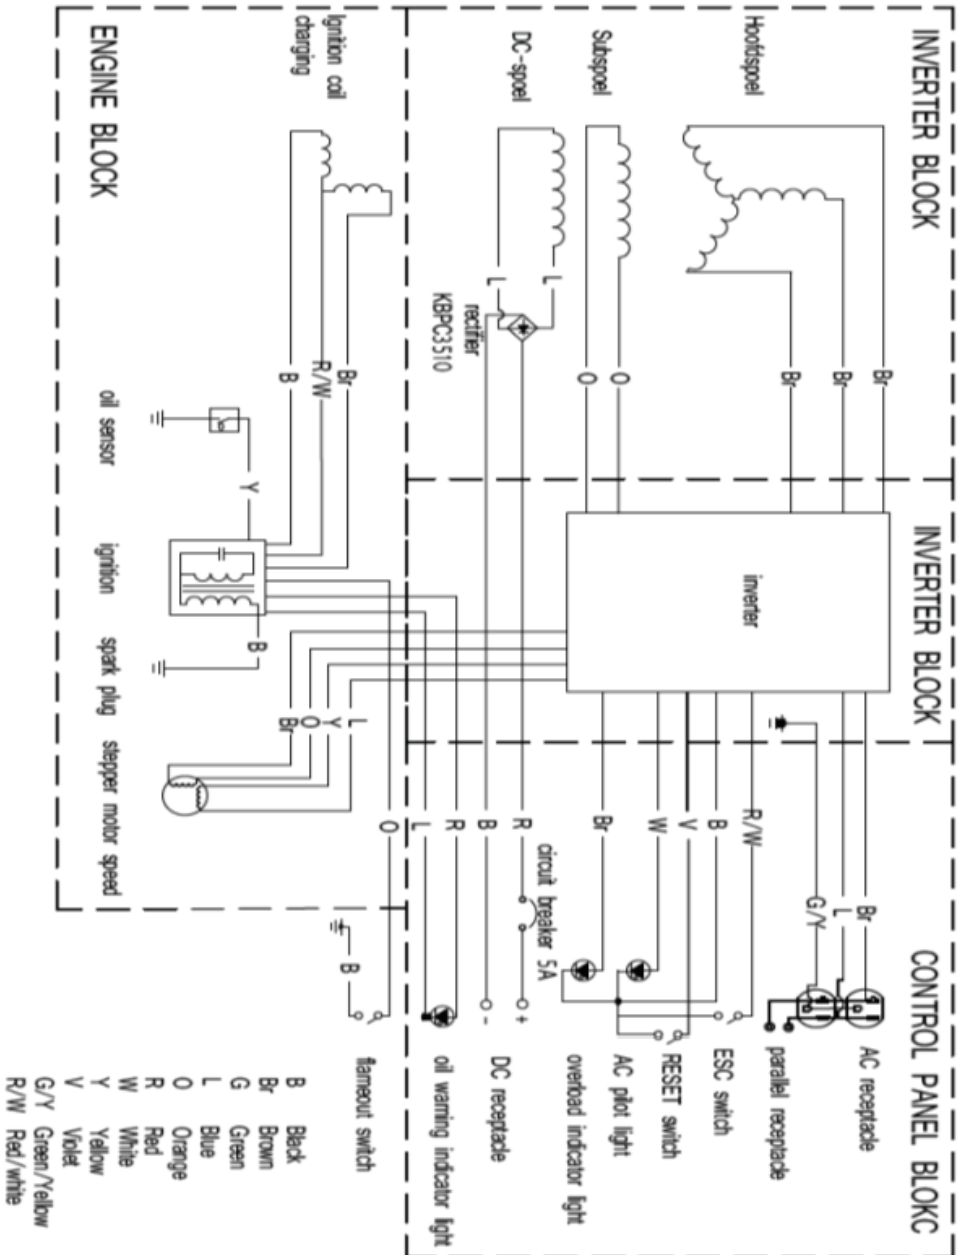 INVERTER BLOCK
INVERTER BLOCK
CONTROL PANEL BLOKC
Hoofdspoel
Subspoel
DC-spoel
Br
Br
Br
O
O
L
L
rectifier
KBPC3510
inverter
Br
L
G/Y
R/W
B
V
W
Br
R
B
R
L
O
circuit breaker 5A
+
-
AC receptacle
parallel receptacle
ESC switch
RESET switch
AC pilot light
overload indicator light
DC receptacle
oil warning indicator light
flameout switch
B
Ignition coil
charging
ENGINE BLOCK
Br
R/W
B
Y
B
L
Y
O
Br
oil sensor
ignition
spark plug
stepper motor speed
B Black
Br Brown
G Green
L Blue
O Orange
R Red
W White
Y Yellow
V Violet
G/Y Green/Yellow
R/W Red/white